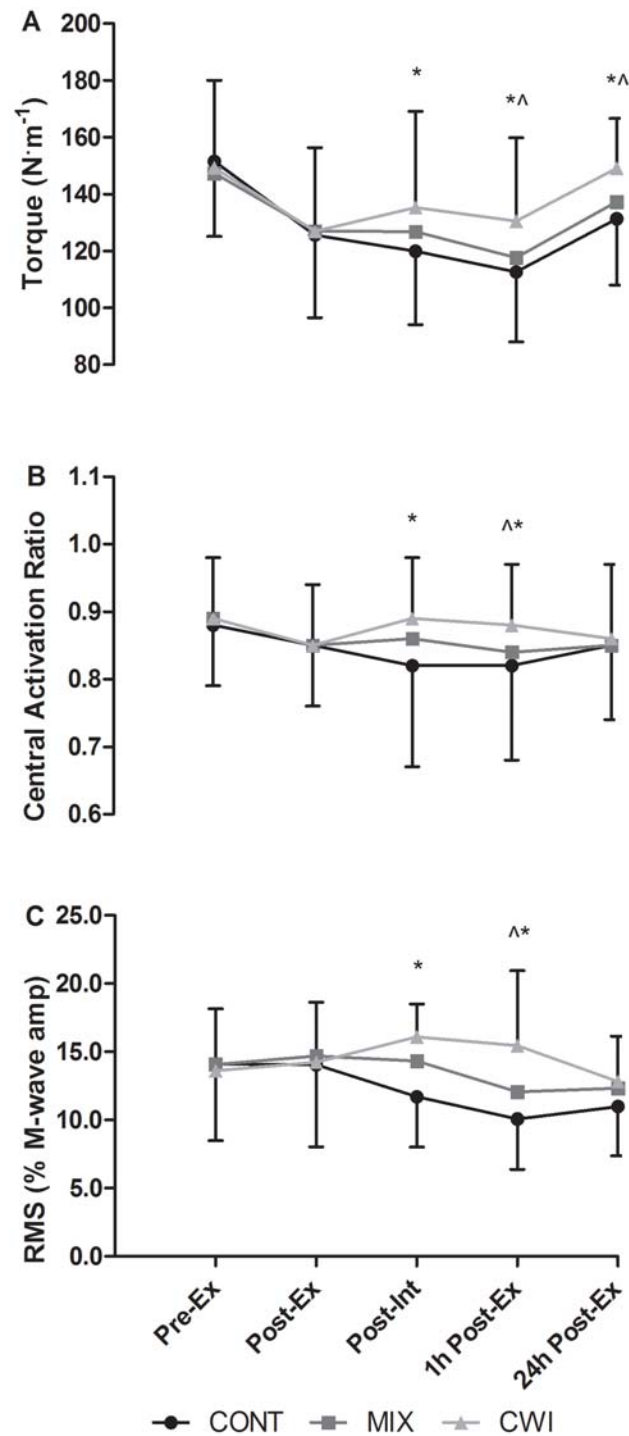 A
Torque (N·m⁻¹)
200
180
160
140
120
100
80
*
*^
*^
B
Central Activation Ratio
1.1
1.0
0.9
0.8
0.7
0.6
*
^*
C
RMS (% M-wave amp)
25.0
20.0
15.0
10.0
5.0
0.0
*
^*
Pre-Ex
Post-Ex
Post-Int
1h Post-Ex
24h Post-Ex
CONT MIX CWI